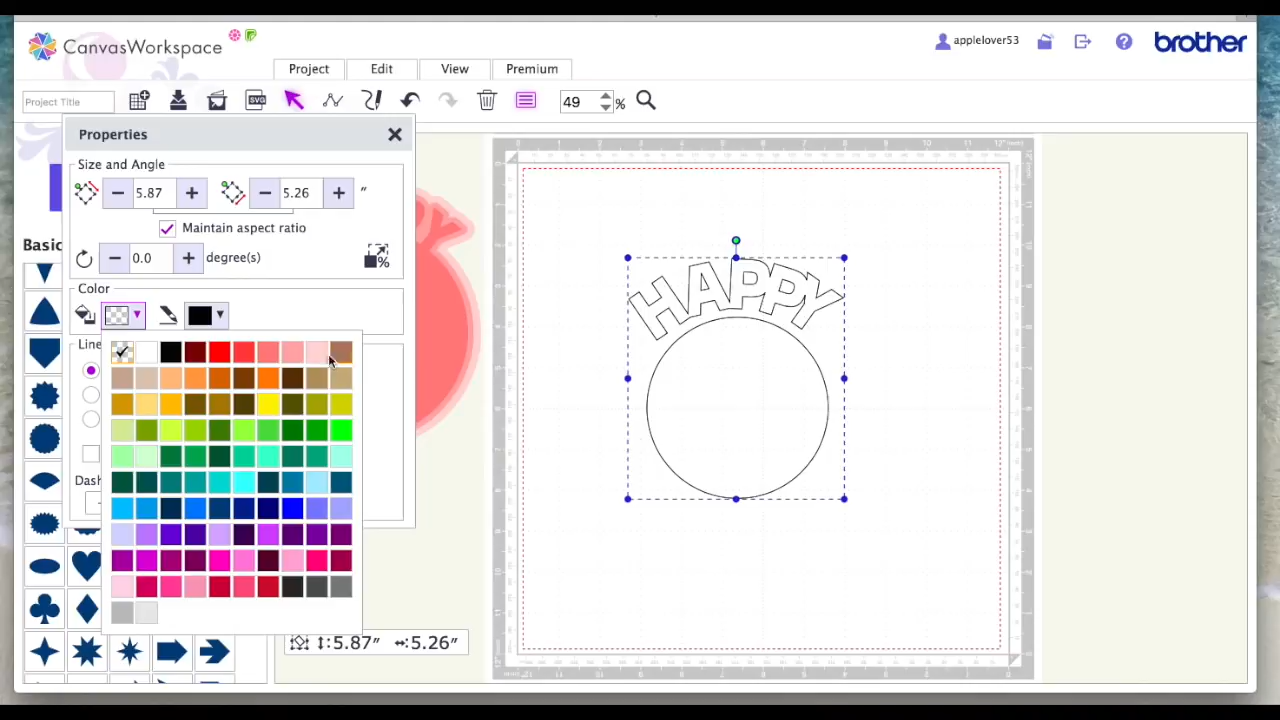 CanvasWorkspace
applelover53
brother
Project
Edit
View
Premium
Project Title
SVG
49
%
Properties
Size and Angle
5.87
5.26
"
Maintain aspect ratio
0.0
degree(s)
%
Color
Line
Dash
Basic
HAPPY
5.87"
5.26"